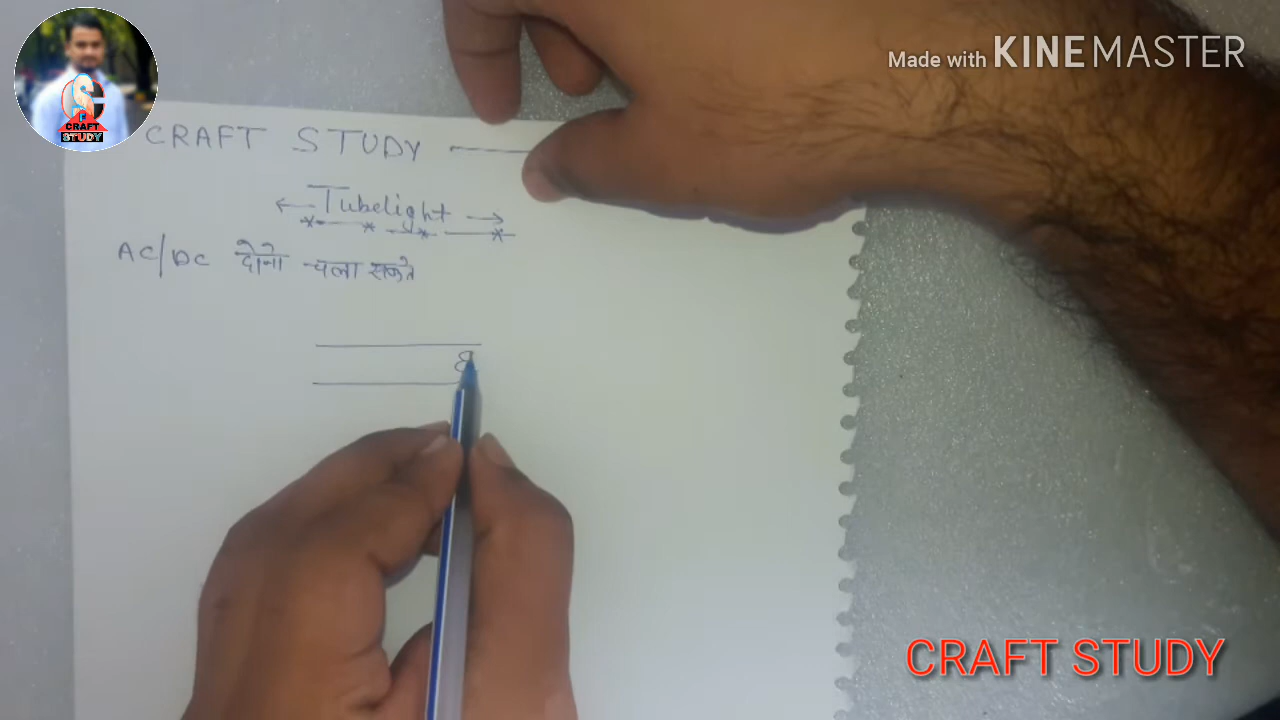 Made with KINEMASTER
CRAFT STUDY
CRAFT STUDY
Tubelight
AC/DC दोनो चला सकते
CRAFT STUDY